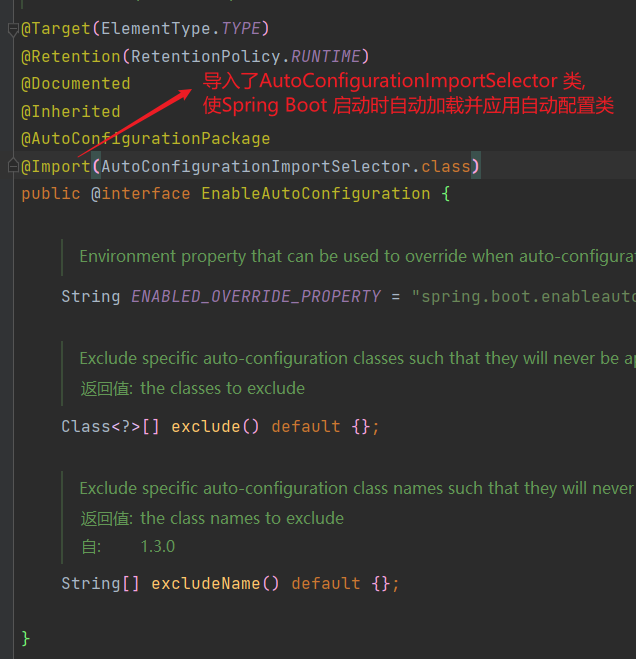 @Target(ElementType.TYPE)
@Retention(RetentionPolicy.RUNTIME)
@Documented
导入了AutoConfigurationImportSelector 类,
使Spring Boot 启动时自动加载并应用自动配置类
@Inherited
@AutoConfigurationPackage
@Import(AutoConfigurationImportSelector.class)
public @interface EnableAutoConfiguration {
Environment property that can be used to override when auto-configurat
String ENABLED_OVERRIDE_PROPERTY = "spring.boot.enableauto
Exclude specific auto-configuration classes such that they will never be ap
返回值: the classes to exclude
Class<?>[] exclude() default {};
Exclude specific auto-configuration class names such that they will never
返回值: the class names to exclude
自: 1.3.0
String[] excludeName() default {};
}